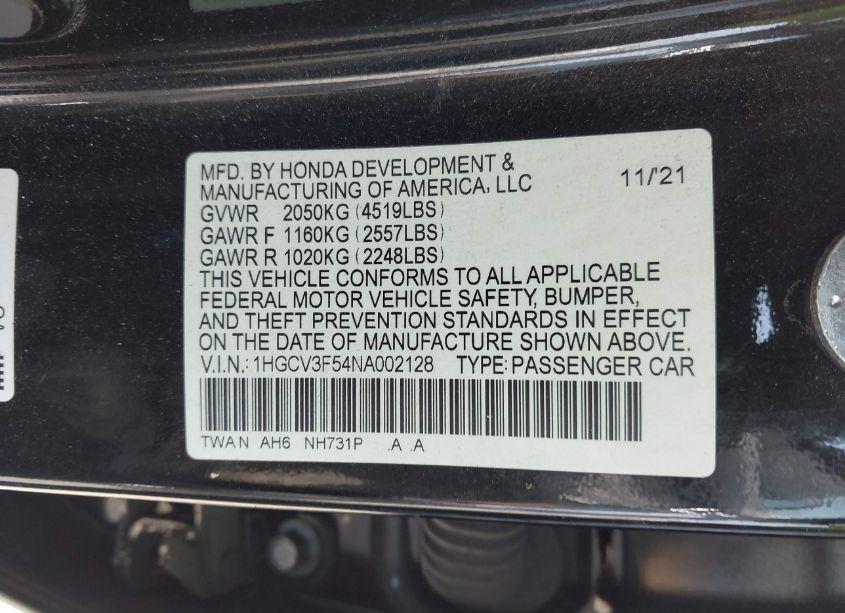 MFD. BY HONDA DEVELOPMENT &
MANUFACTURING OF AMERICA, LLC 11/'21
GVWR 2050KG (4519LBS)
GAWR F 1160KG (2557LBS)
GAWR R 1020KG (2248LBS)
THIS VEHICLE CONFORMS TO ALL APPLICABLE
FEDERAL MOTOR VEHICLE SAFETY, BUMPER,
AND THEFT PREVENTION STANDARDS IN EFFECT
ON THE DATE OF MANUFACTURE SHOWN ABOVE.
V.I.N.: 1HGCV3F54NA002128 TYPE: PASSENGER CAR
TWA N AH6 NH731P .A .A